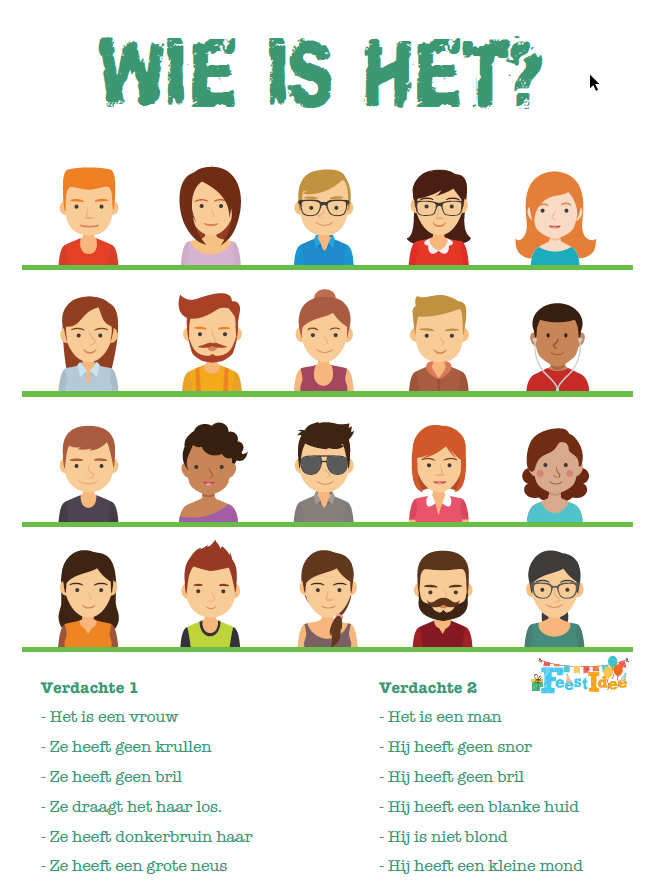 WIE IS HET?
FeestIdee
Verdachte 1
- Het is een vrouw
- Ze heeft geen krullen
- Ze heeft geen bril
- Ze draagt het haar los.
- Ze heeft donkerbruin haar
- Ze heeft een grote neus
Verdachte 2
- Het is een man
- Hij heeft geen snor
- Hij heeft geen bril
- Hij heeft een blanke huid
- Hij is niet blond
- Hij heeft een kleine mond